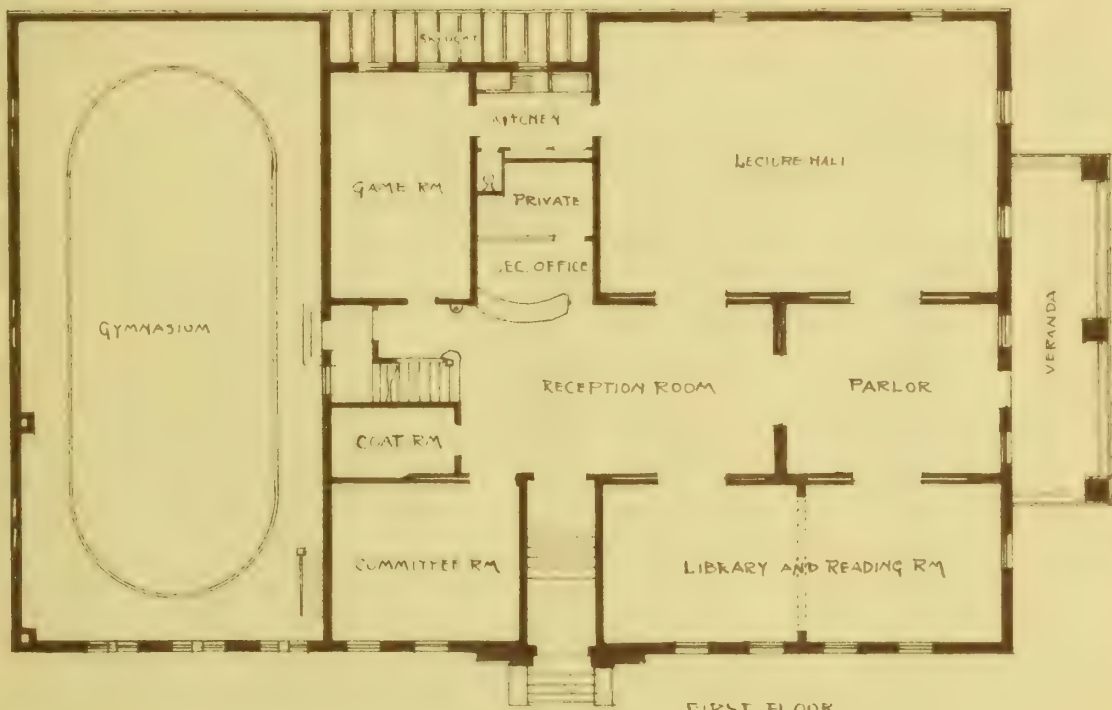 SKYLIGHT
KITCHEN
LECTURE HALL
GAME RM
PRIVATE
SEC. OFFICE
VERANDA
GYMNASIUM
RECEPTION ROOM
PARLOR
COAT RM
COMMITTEE RM
LIBRARY AND READING RM
FIRST FLOOR